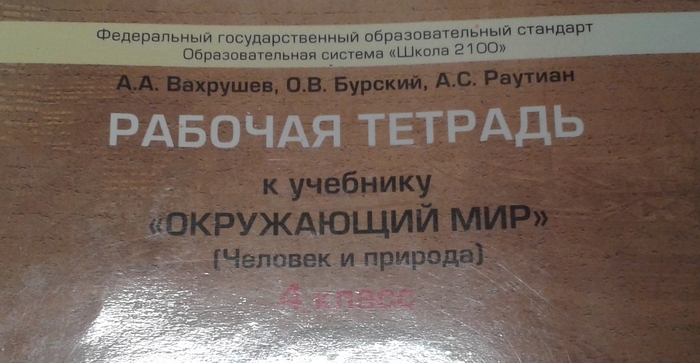 Федеральный государственный образовательный стандарт
Образовательная система «Школа 2100»
А.А. Вахрушев, О.В. Бурский, А.С. Раутиан
РАБОЧАЯ ТЕТРАДЬ
к учебнику
«ОКРУЖАЮЩИЙ МИР»
(Человек и природа)
4 класс